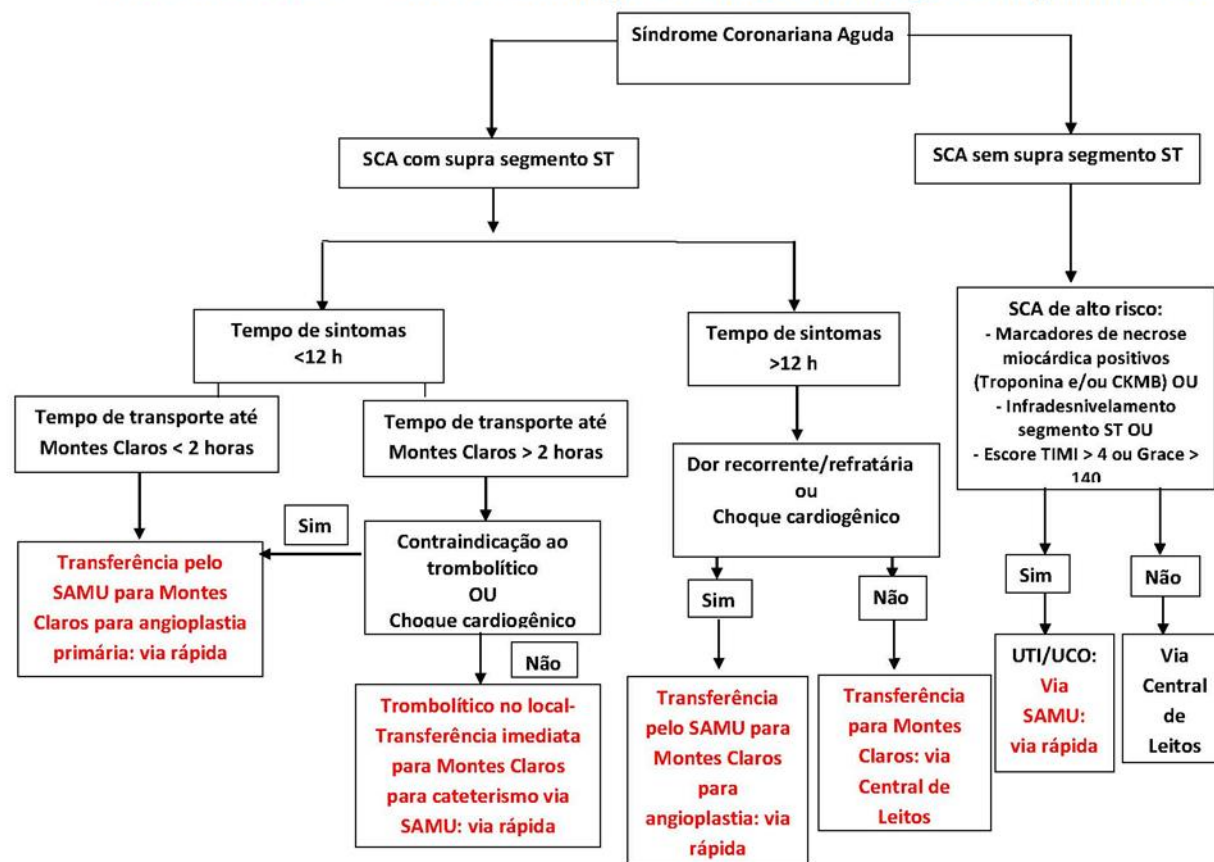 Síndrome Coronariana Aguda
SCA com supra segmento ST
SCA sem supra segmento ST
Tempo de sintomas
<12 h
Tempo de sintomas
>12 h
SCA de alto risco:
- Marcadores de necrose
miocárdica positivos
(Troponina e/ou CKMB) OU
- Infradesnivelamento
segmento ST OU
- Escore TIMI > 4 ou Grace >
140
Tempo de transporte até
Montes Claros < 2 horas
Tempo de transporte até
Montes Claros > 2 horas
Dor recorrente/refratária
ou
Choque cardiogênico
Sim
Contraindicação ao
trombolítico
OU
Choque cardiogênico
Transferência pelo
SAMU para Montes
Claros para angioplastia
primária: via rápida
Não
Trombolítico no local-
Transferência imediata
para Montes Claros
para cateterismo via
SAMU: via rápida
Sim
Não
Transferência
pelo SAMU para
Montes Claros
para
angioplastia: via
rápida
Transferência
para Montes
Claros: via
Central de
Leitos
Sim
Não
UTI/UCO:
Via
SAMU:
via rápida
Via
Central
de
Leitos